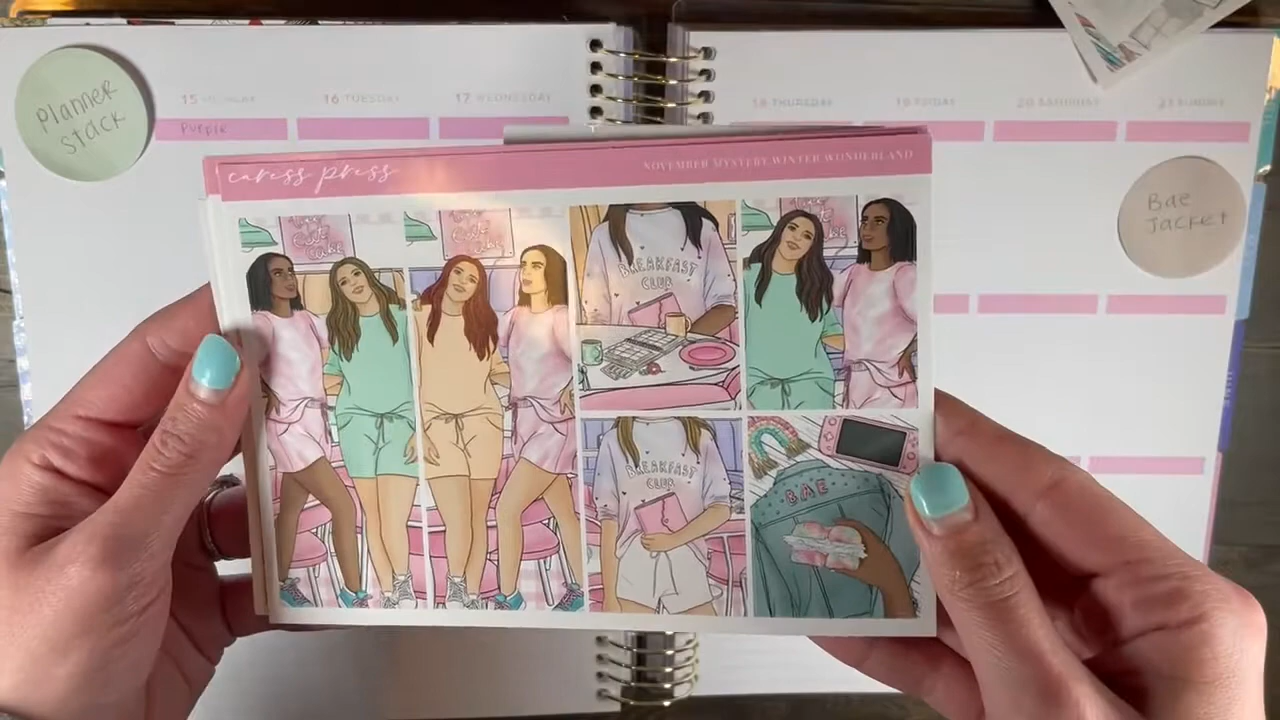 Planner
stack
15 MONDAY
16 TUESDAY
17 WEDNESDAY
18 THURSDAY
19 FRIDAY
20 SATURDAY
21 SUNDAY
Purple
caress press
NOVEMBER MYSTERY WINTER WONDERLAND
Bae
Jacket
BREAKFAST
CLUB
BREAKFAST
CLUB
BAE